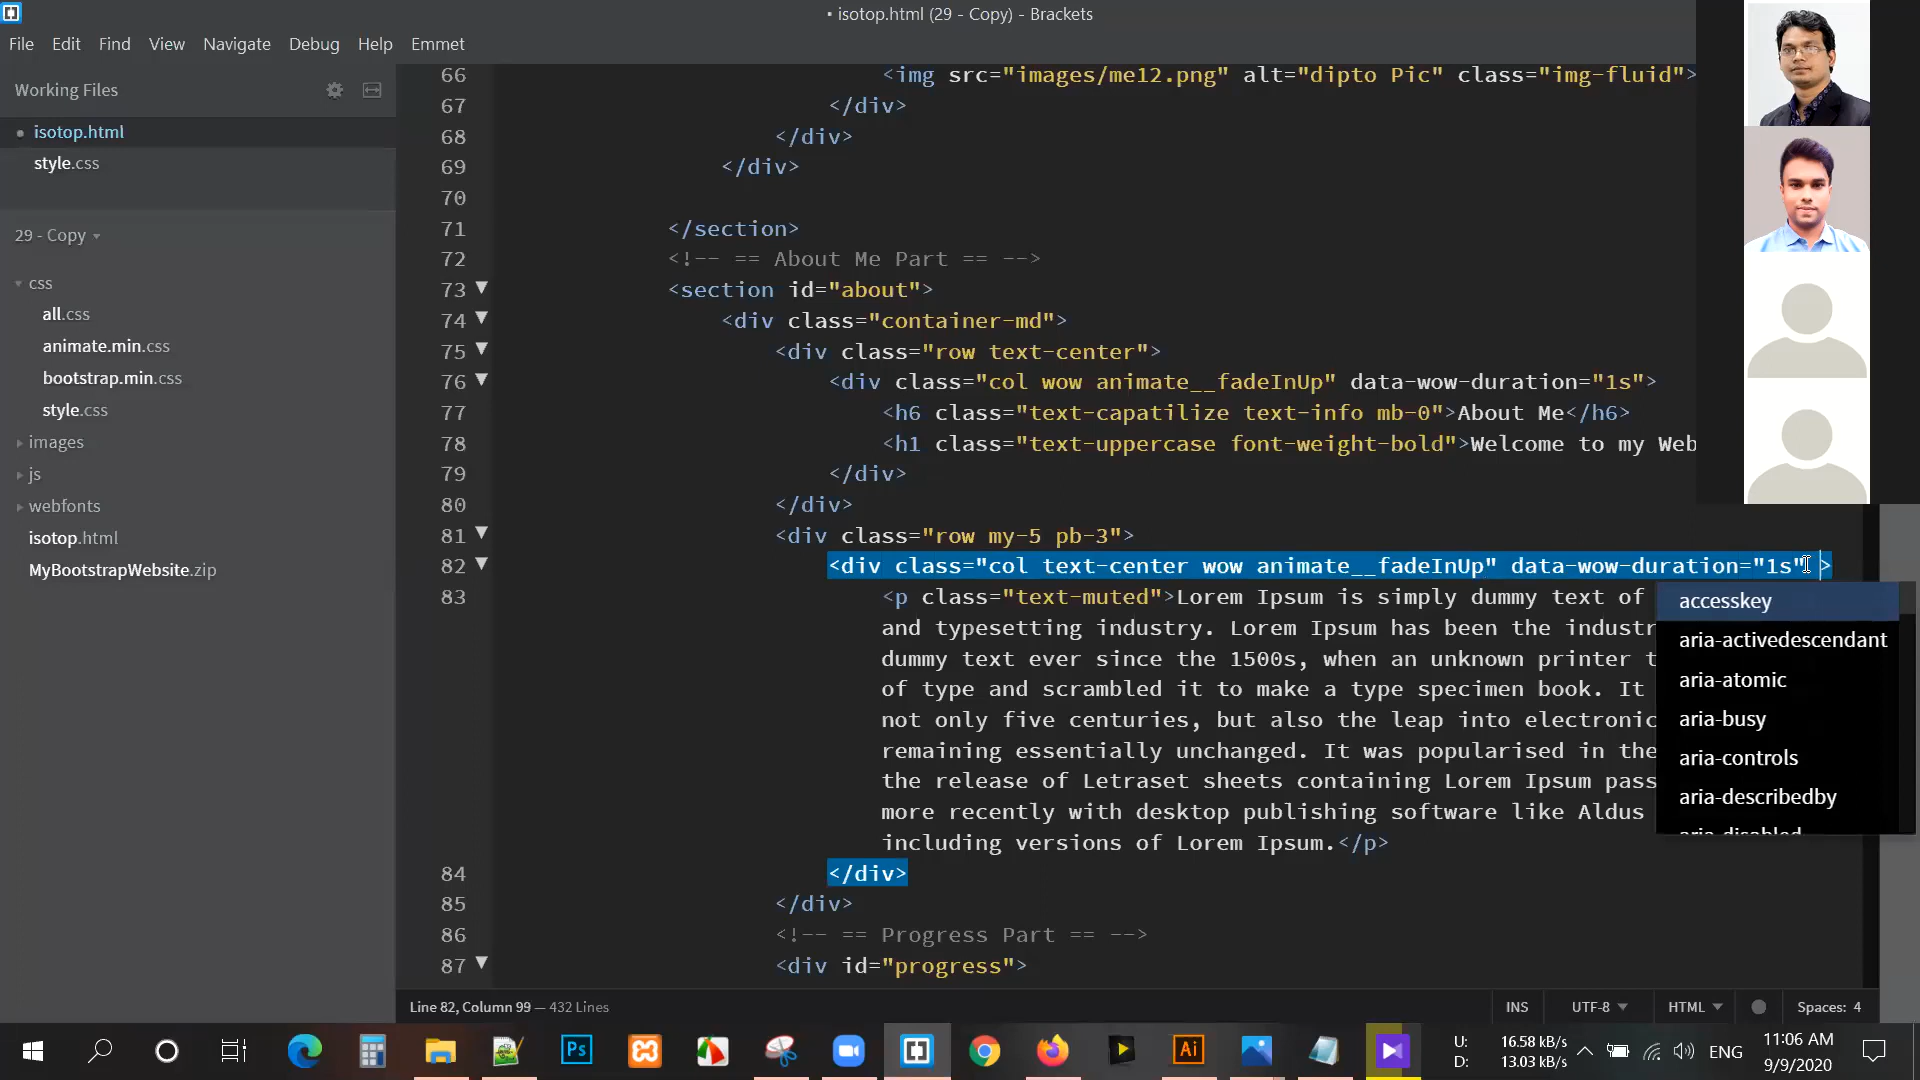 • isotop.html (29 - Copy) - Brackets
File Edit Find View Navigate Debug Help Emmet
Working Files
isotop.html
style.css
29 - Copy
css
all.css
animate.min.css
bootstrap.min.css
style.css
images
js
webfonts
isotop.html
MyBootstrapWebsite.zip
66 <img src="images/me12.png" alt="dipto Pic" class="img-fluid">
67 </div>
68 </div>
69 </div>
70
71 </section>
72 <!-- == About Me Part == -->
73 <section id="about">
74 <div class="container-md">
75 <div class="row text-center">
76 <div class="col wow animate__fadeInUp" data-wow-duration="1s">
77 <h6 class="text-capatilize text-info mb-0">About Me</h6>
78 <h1 class="text-uppercase font-weight-bold">Welcome to my Web
79 </div>
80 </div>
81 <div class="row my-5 pb-3">
82 <div class="col text-center wow animate__fadeInUp" data-wow-duration="1s" >
83 <p class="text-muted">Lorem Ipsum is simply dummy text of
and typesetting industry. Lorem Ipsum has been the industr
dummy text ever since the 1500s, when an unknown printer t
of type and scrambled it to make a type specimen book. It
not only five centuries, but also the leap into electronic
remaining essentially unchanged. It was popularised in the
the release of Letraset sheets containing Lorem Ipsum pass
more recently with desktop publishing software like Aldus
including versions of Lorem Ipsum.</p>
84 </div>
85 </div>
86 <!-- == Progress Part == -->
87 <div id="progress">
accesskey
aria-activedescendant
aria-atomic
aria-busy
aria-controls
aria-describedby
aria-disabled
Line 82, Column 99 — 432 Lines
INS UTF-8 HTML Spaces: 4
Ps
Ai
U: 16.58 kB/s
D: 13.03 kB/s
ENG
11:06 AM
9/9/2020